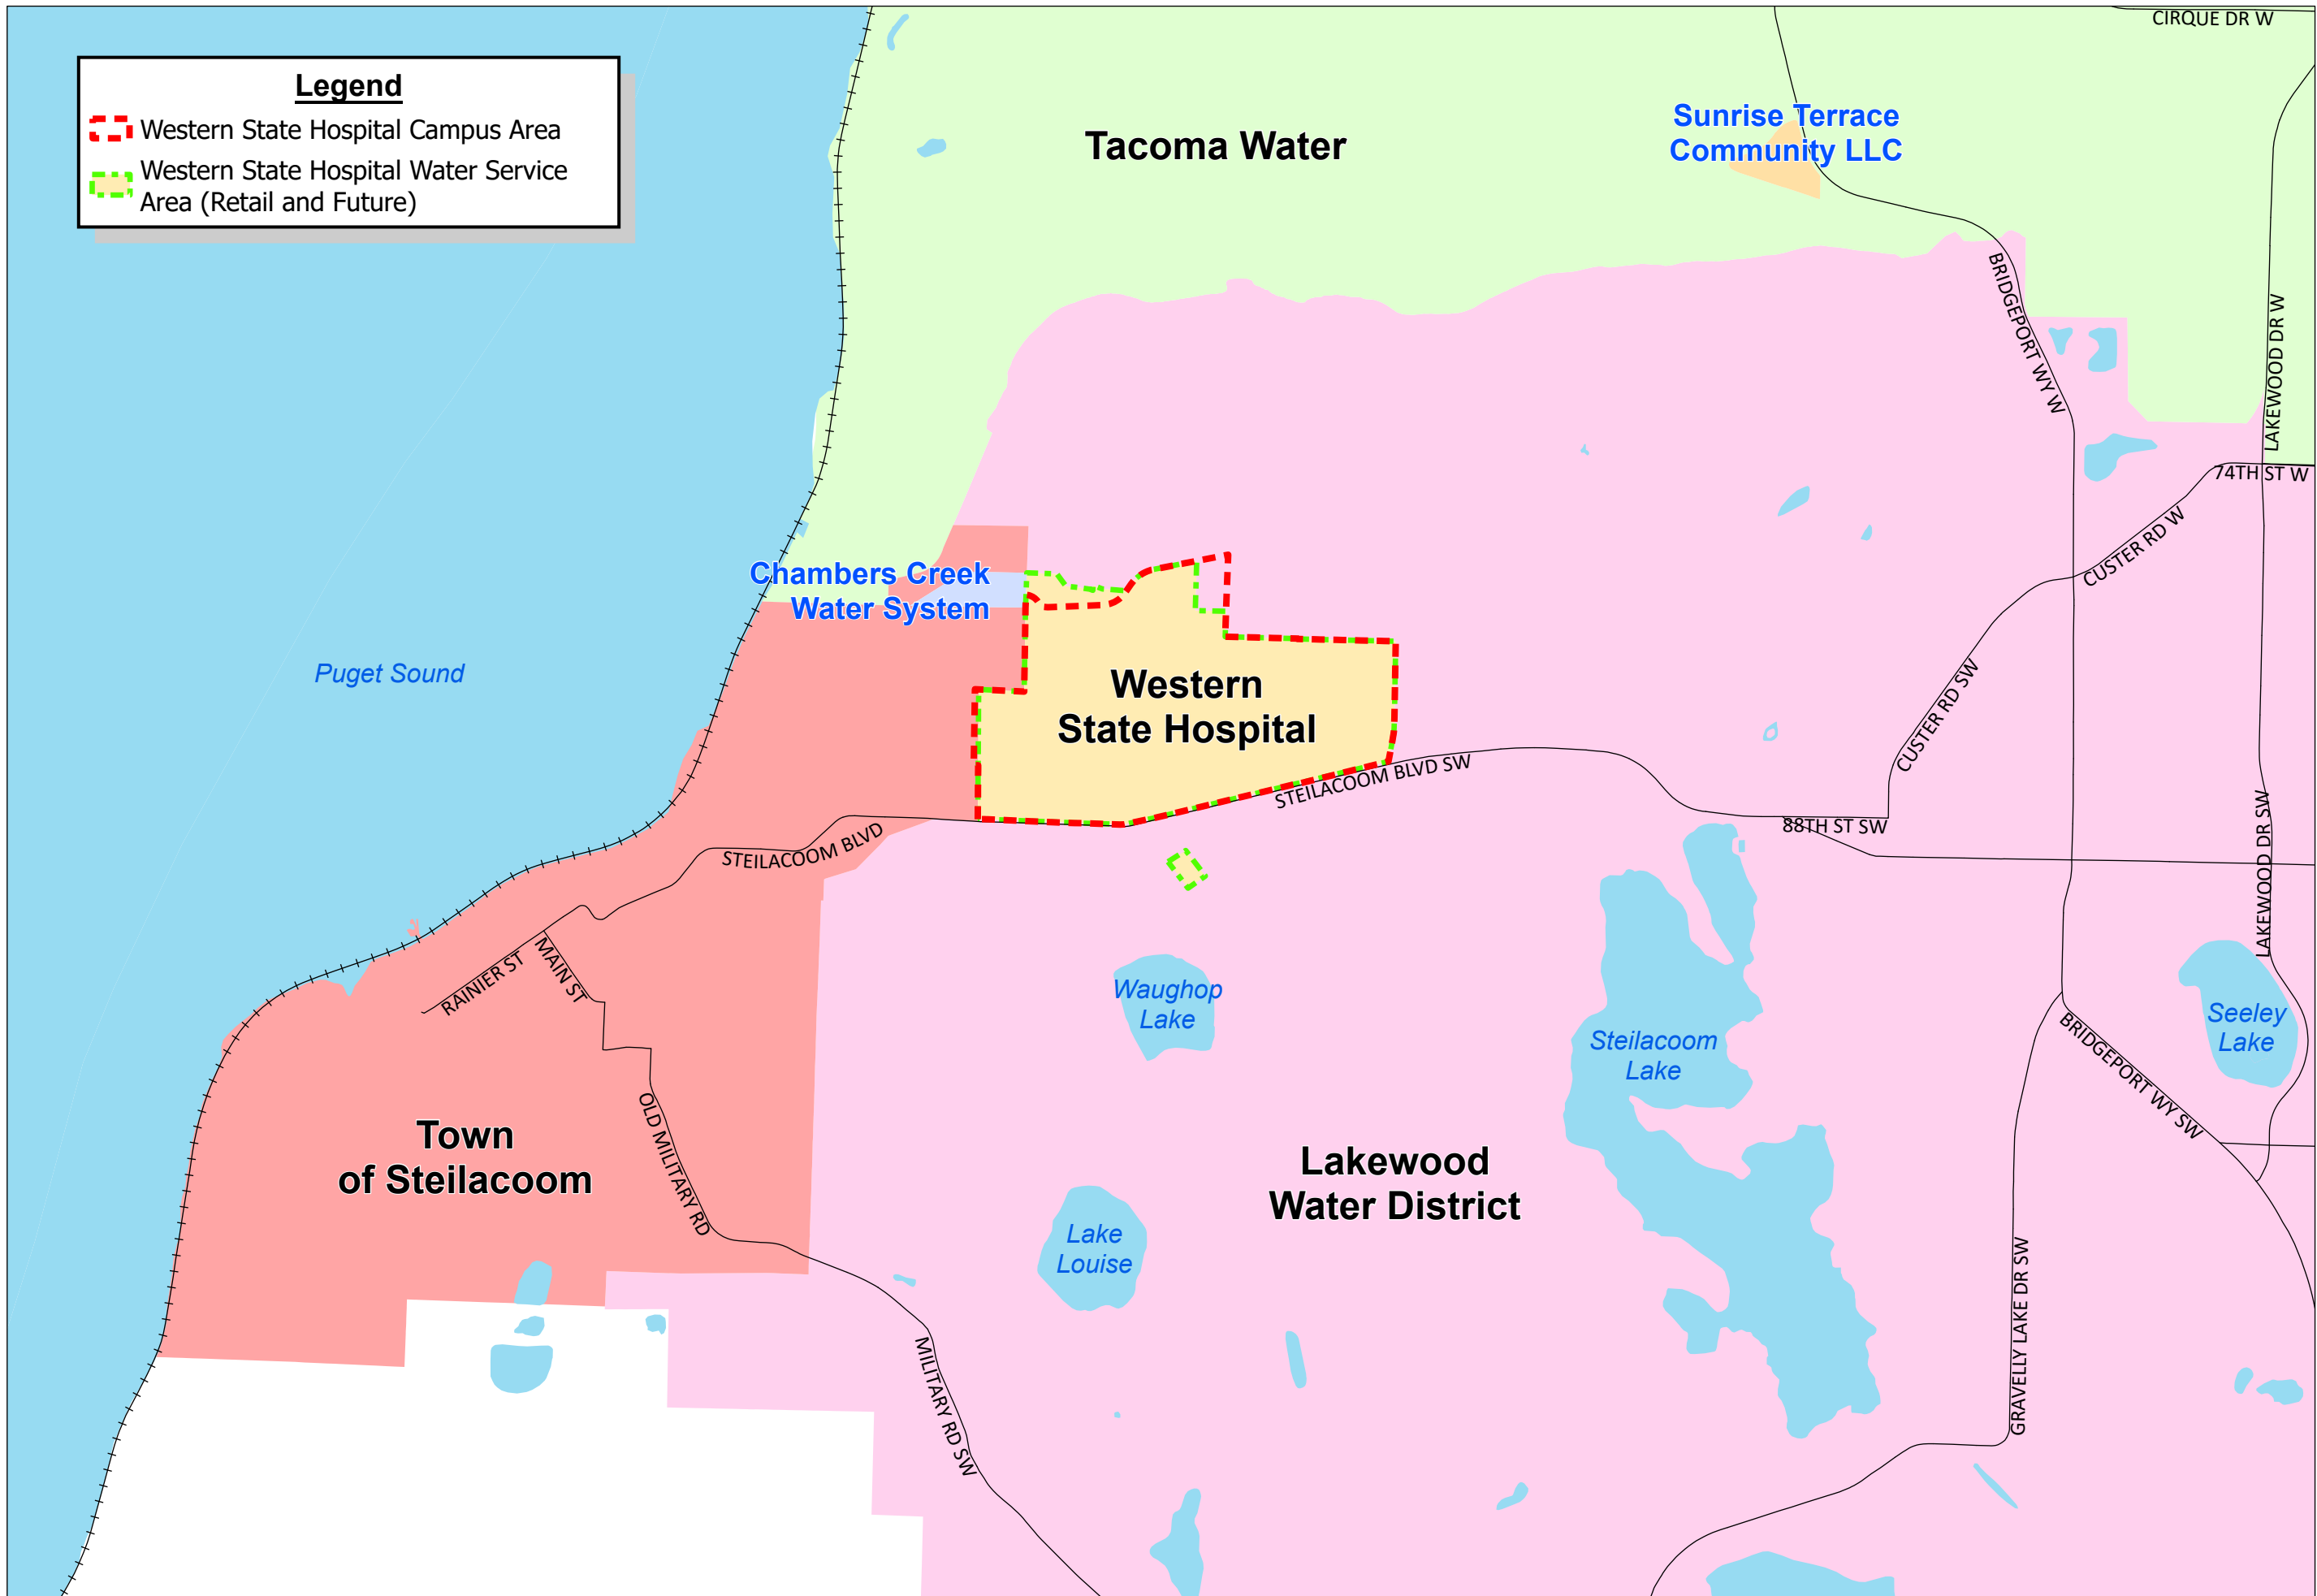 CIRQUE DR W
Legend
Western State Hospital Campus Area
Western State Hospital Water Service
Area (Retail and Future)
Tacoma Water
Sunrise Terrace
Community LLC
BRIDGEPORT WY W
LAKEWOOD DR W
74TH ST W
CUSTER RD W
Chambers Creek
Water System
Puget Sound
Western
State Hospital
CUSTER RD SW
STEILACOOM BLVD SW
88TH ST SW
STEILACOOM BLVD
LAKEWOOD DR SW
RAINIER ST
MAIN ST
Waughop
Lake
Steilacoom
Lake
Seeley
Lake
BRIDGEPORT WY SW
OLD MILITARY RD
Town
of Steilacoom
Lakewood
Water District
Lake
Louise
GRAVELLY LAKE DR SW
MILITARY RD SW